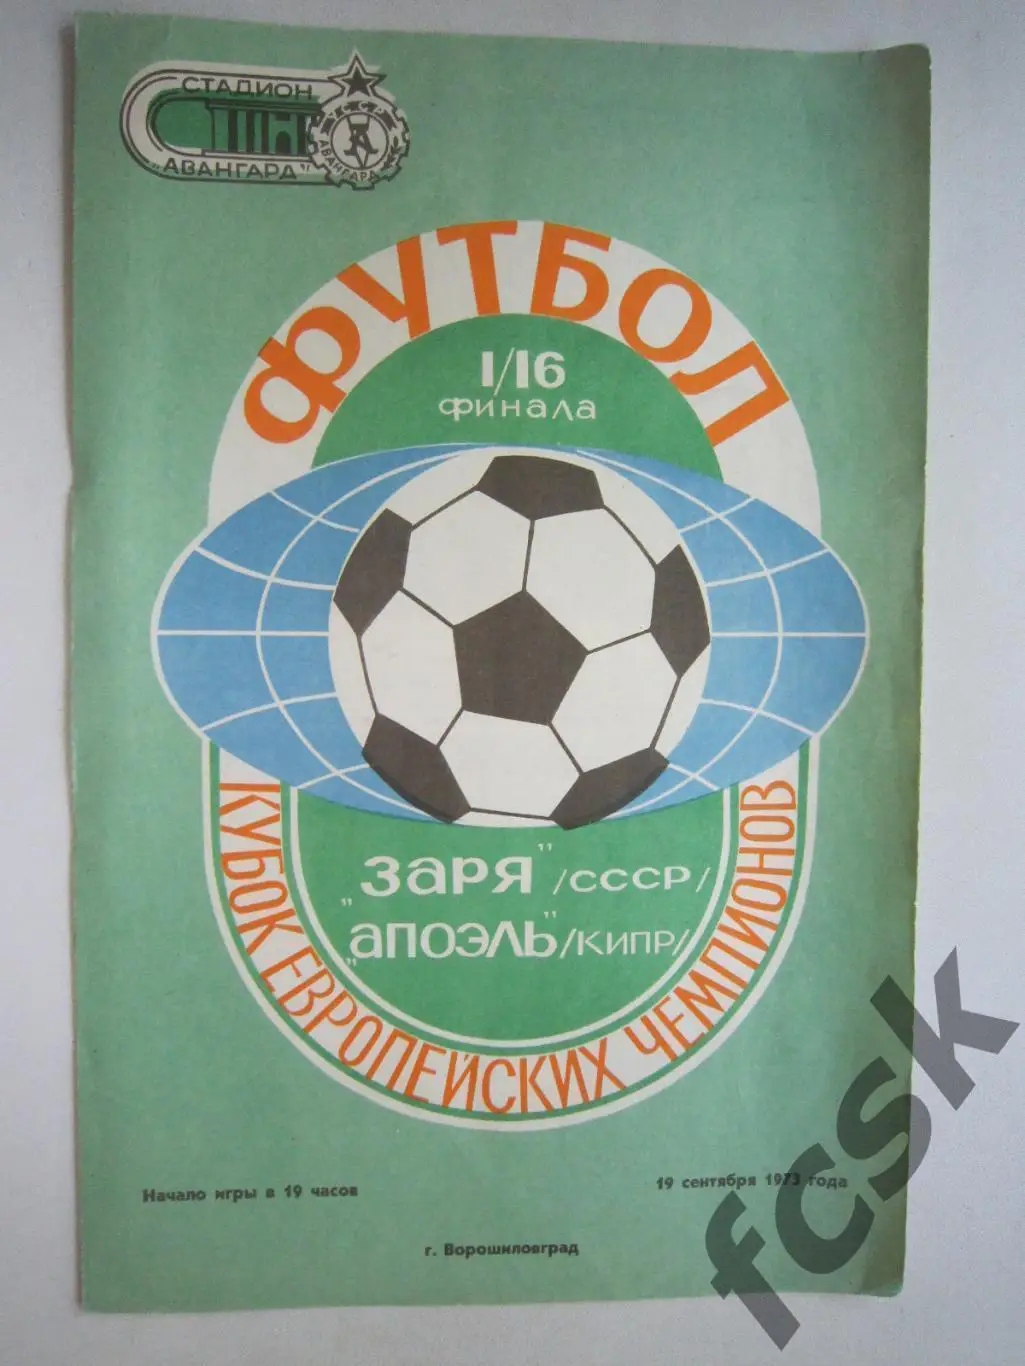 СТАДИОН
„АВАНГАРД"
УССР
АВАНГАРД
ФУТБОЛ
1/16
ФИНАЛА
„ЗАРЯ"/СССР/
„АПОЭЛЬ"/КИПР/
КУБОК ЕВРОПЕЙСКИХ ЧЕМПИОНОВ
Начало игры в 19 часов
19 сентября 1973 года
г. Ворошиловград
fcsk